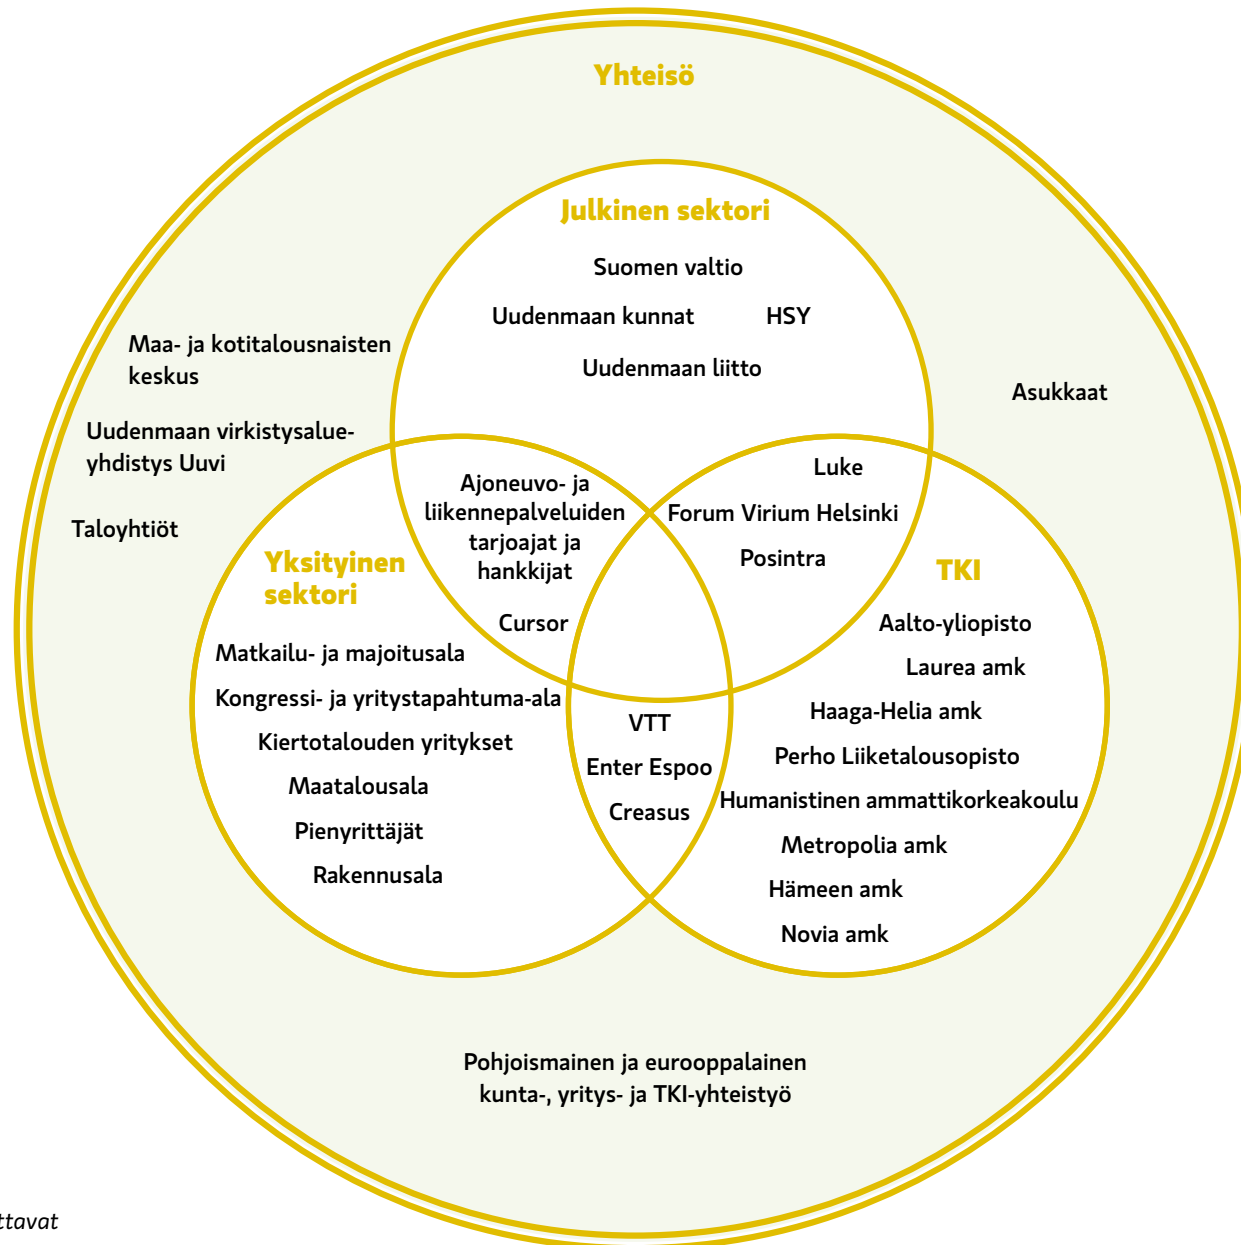 Yhteisö
Julkinen sektori
Suomen valtio
Uudenmaan kunnat
HSY
Uudenmaan liitto
Maa- ja kotitalousnaisten
keskus
Uudenmaan virkistysalue-
yhdistys Uuvi
Taloyhtiöt
Asukkaat
Ajoneuvo- ja
liikennepalveluiden
tarjoajat ja
hankkijat
Cursor
Luke
Forum Virium Helsinki
Posintra
Yksityinen
sektori
Matkailu- ja majoitusala
Kongressi- ja yritystapahtuma-ala
Kiertotalouden yritykset
Maatalousala
Pienyrittäjät
Rakennusala
VTT
Enter Espoo
Creasus
TKI
Aalto-yliopisto
Laurea amk
Haaga-Helia amk
Perho Liiketalousopisto
Humanistinen ammattikorkeakoulu
Metropolia amk
Hämeen amk
Novia amk
Pohjoismainen ja eurooppalainen
kunta-, yritys- ja TKI-yhteistyö